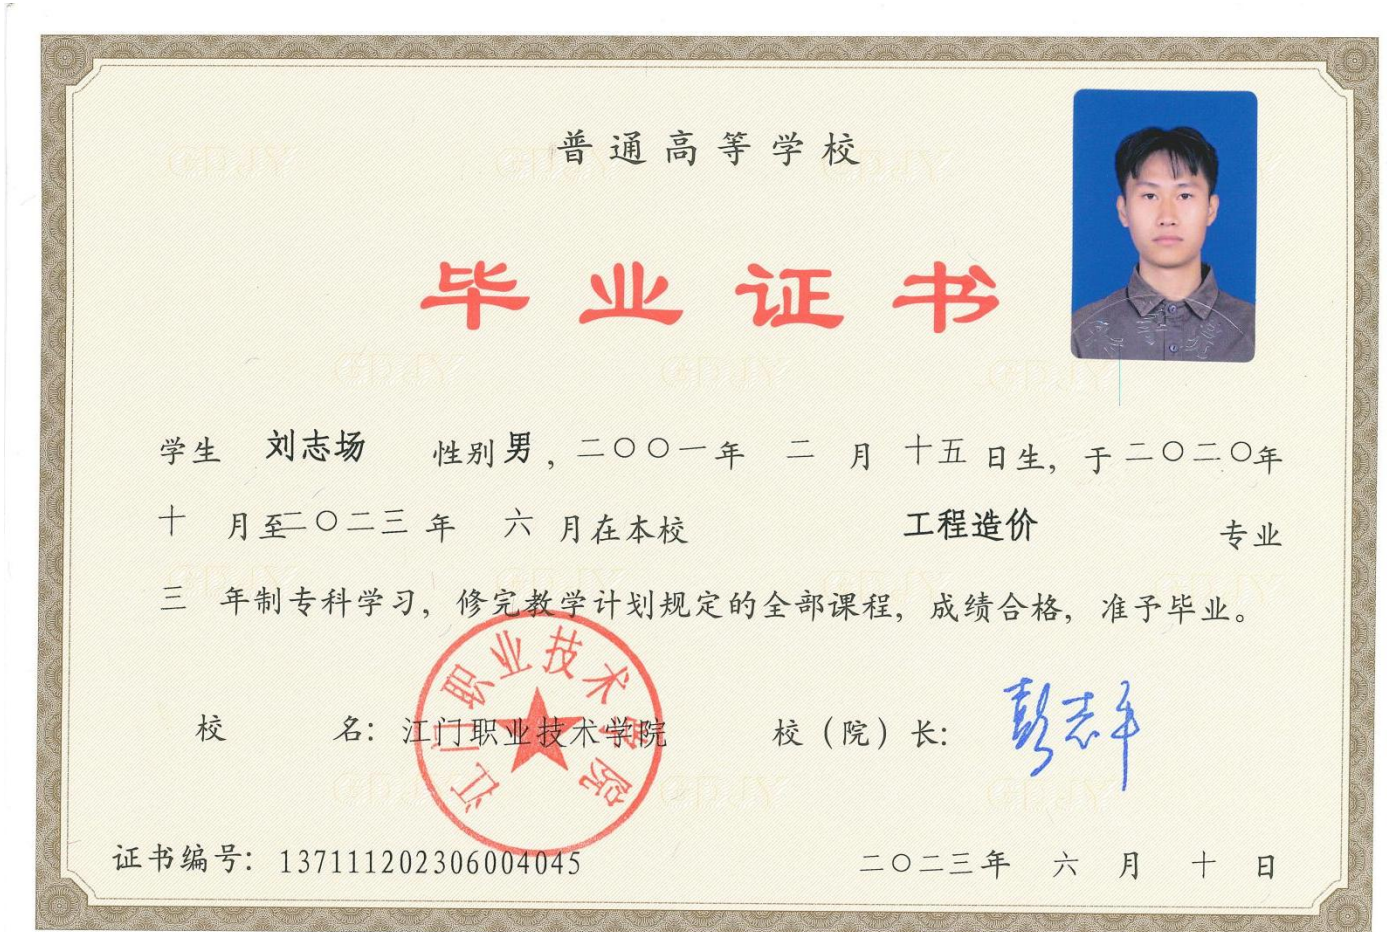 普通高等学校
毕业证书
学生 刘志场 性别 男，二〇〇一年 二 月 十五 日生，于二〇二〇年
十 月至二〇二三 年 六 月在本校 工程造价 专业
三 年制专科学习，修完教学计划规定的全部课程，成绩合格，准予毕业。
江门职业技术学院
校 名：江门职业技术学院 校（院）长：彭志平
证书编号：137111202306004045 二〇二三年 六 月 十 日